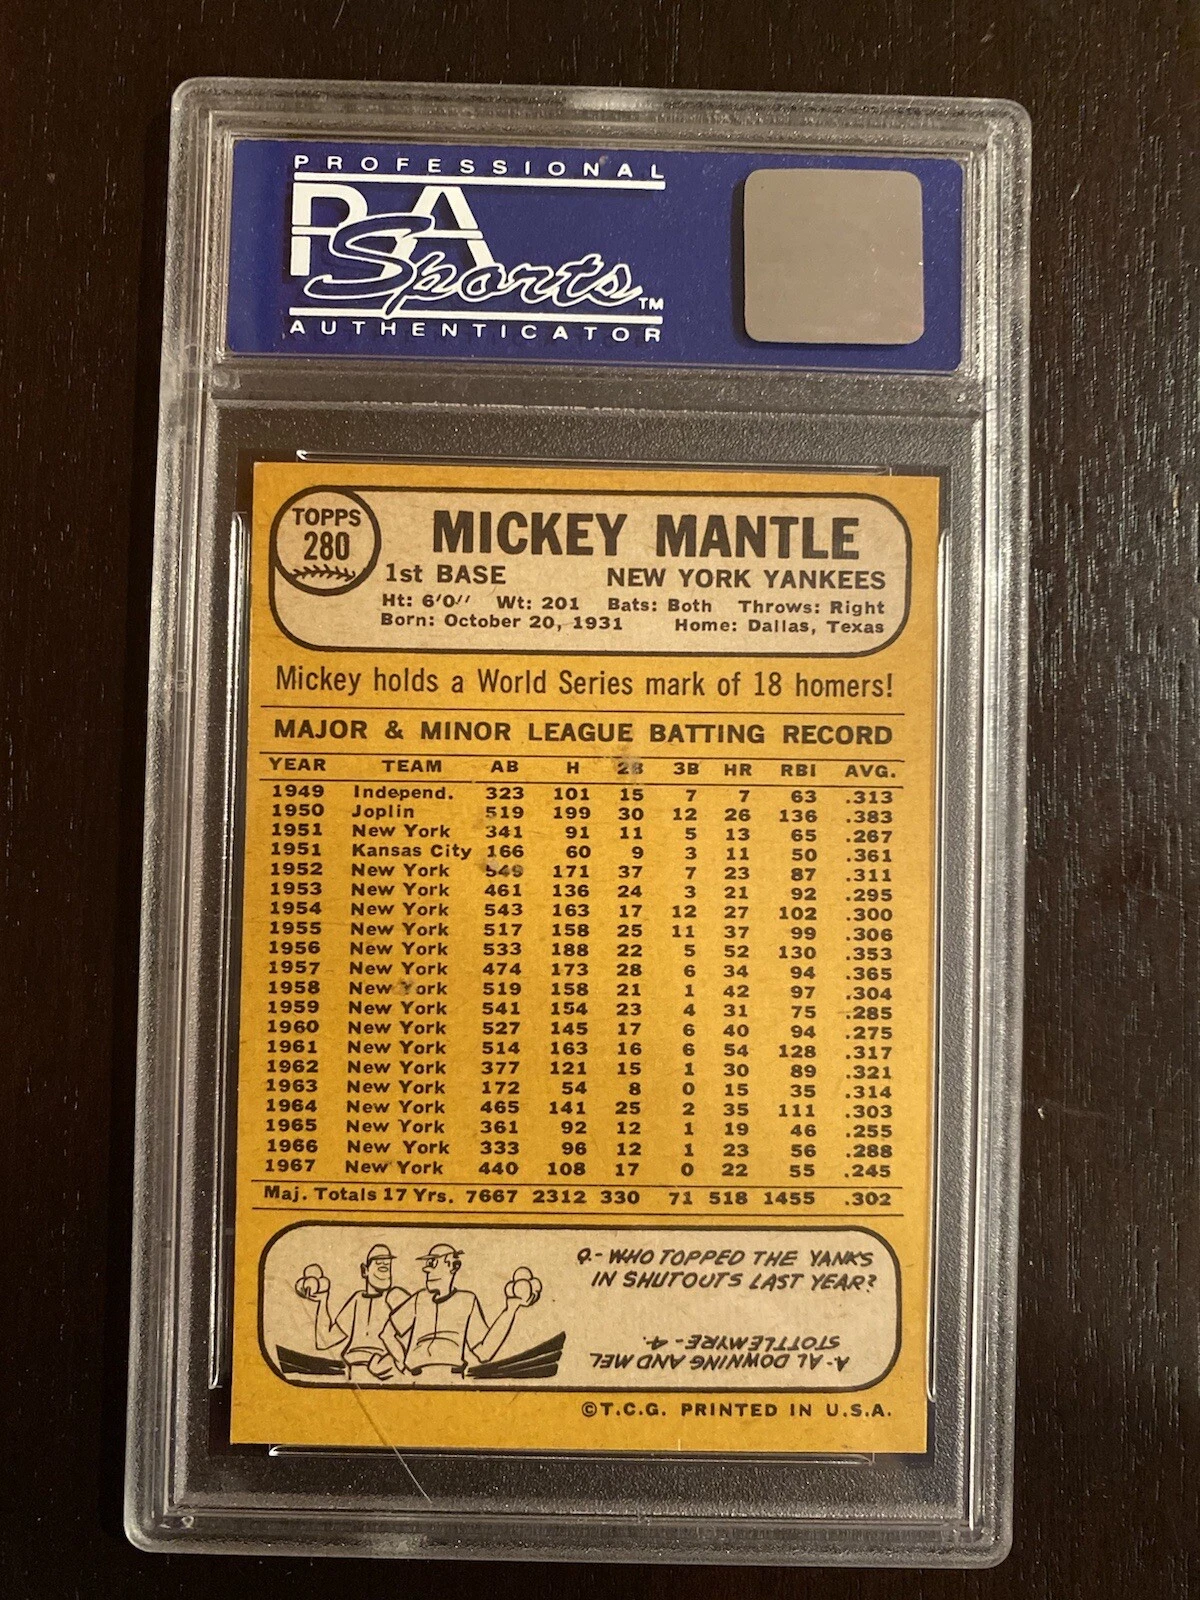 PROFESSIONAL
PSA
Sports™
AUTHENTICATOR
TOPPS
280
MICKEY MANTLE
1st BASE NEW YORK YANKEES
Ht: 6'0" Wt: 201 Bats: Both Throws: Right
Born: October 20, 1931 Home: Dallas, Texas
Mickey holds a World Series mark of 18 homers!
MAJOR & MINOR LEAGUE BATTING RECORD
YEAR TEAM AB H 2B 3B HR RBI AVG.
1949 Independ. 323 101 15 7 7 63 .313
1950 Joplin 519 199 30 12 26 136 .383
1951 New York 341 91 11 5 13 65 .267
1951 Kansas City 166 60 9 3 11 50 .361
1952 New York 549 171 37 7 23 87 .311
1953 New York 461 136 24 3 21 92 .295
1954 New York 543 163 17 12 27 102 .300
1955 New York 517 158 25 11 37 99 .306
1956 New York 533 188 22 5 52 130 .353
1957 New York 474 173 28 6 34 94 .365
1958 New York 519 158 21 1 42 97 .304
1959 New York 541 154 23 4 31 75 .285
1960 New York 527 145 17 6 40 94 .275
1961 New York 514 163 16 6 54 128 .317
1962 New York 377 121 15 1 30 89 .321
1963 New York 172 54 8 0 15 35 .314
1964 New York 465 141 25 2 35 111 .303
1965 New York 361 92 12 1 19 46 .255
1966 New York 333 96 12 1 23 56 .288
1967 New York 440 108 17 0 22 55 .245
Maj. Totals 17 Yrs. 7667 2312 330 71 518 1455 .302
Q.- WHO TOPPED THE YANKS
IN SHUTOUTS LAST YEAR?
A- AL DOWNING AND MEL
STOTTLEMYRE - 4.
©T.C.G. PRINTED IN U.S.A.